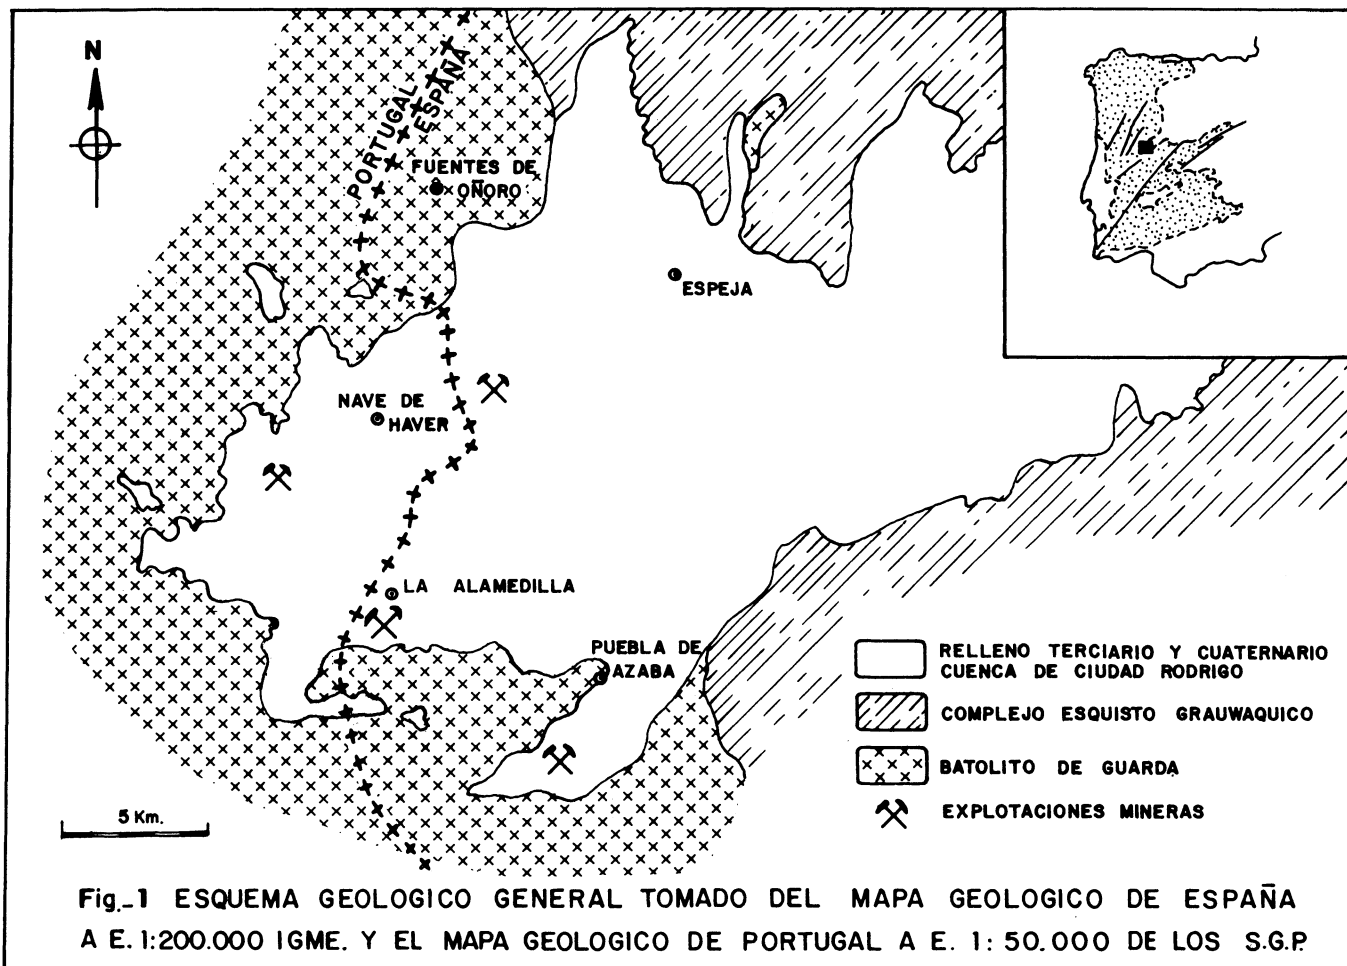 N
PORTUGAL
ESPAÑA
FUENTES DE
OÑORO
ESPEJA
NAVE DE
HAVER
LA ALAMEDILLA
PUEBLA DE
AZABA
RELLENO TERCIARIO Y CUATERNARIO
CUENCA DE CIUDAD RODRIGO
COMPLEJO ESQUISTO GRAUWAQUICO
BATOLITO DE GUARDA
EXPLOTACIONES MINERAS
5 Km.
Fig.-1 ESQUEMA GEOLOGICO GENERAL TOMADO DEL MAPA GEOLOGICO DE ESPAÑA
A E. 1:200.000 IGME. Y EL MAPA GEOLOGICO DE PORTUGAL A E. 1: 50.000 DE LOS S.G.P.